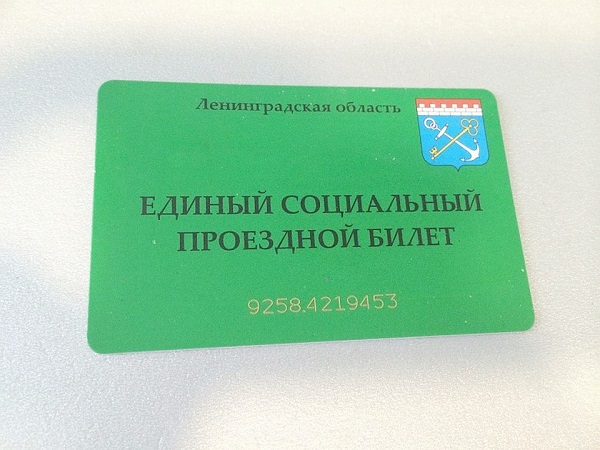 Ленинградская область
ЕДИНЫЙ СОЦИАЛЬНЫЙ
ПРОЕЗДНОЙ БИЛЕТ
9258.4219453